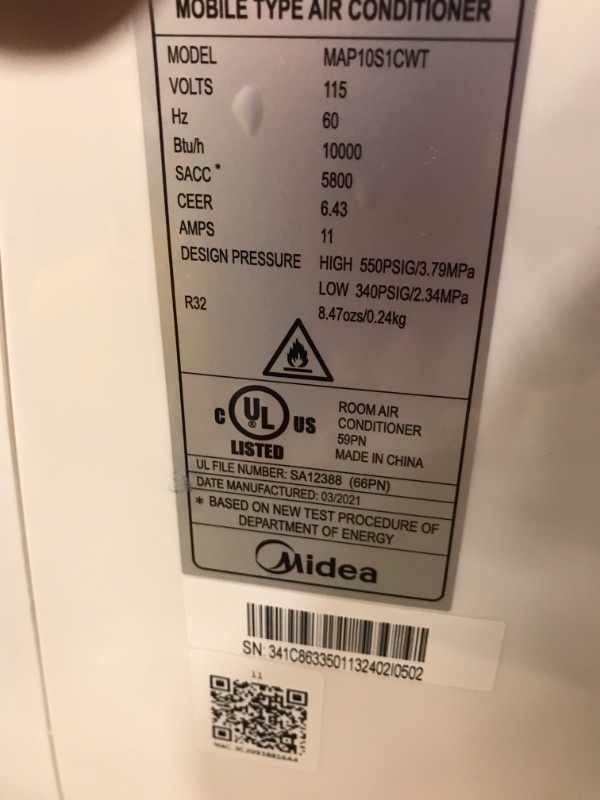 MOBILE TYPE AIR CONDITIONER
MODEL MAP10S1CWT
VOLTS 115
Hz 60
Btu/h 10000
SACC * 5800
CEER 6.43
AMPS 11
DESIGN PRESSURE HIGH 550PSIG/3.79MPa
LOW 340PSIG/2.34MPa
R32 8.47ozs/0.24kg
C UL ® US
LISTED
ROOM AIR
CONDITIONER
59PN
MADE IN CHINA
UL FILE NUMBER: SA12388 (66PN)
DATE MANUFACTURED: 03/2021
* BASED ON NEW TEST PROCEDURE OF
DEPARTMENT OF ENERGY
Midea
SN: 341C8633501132402I0502
11
MAC: